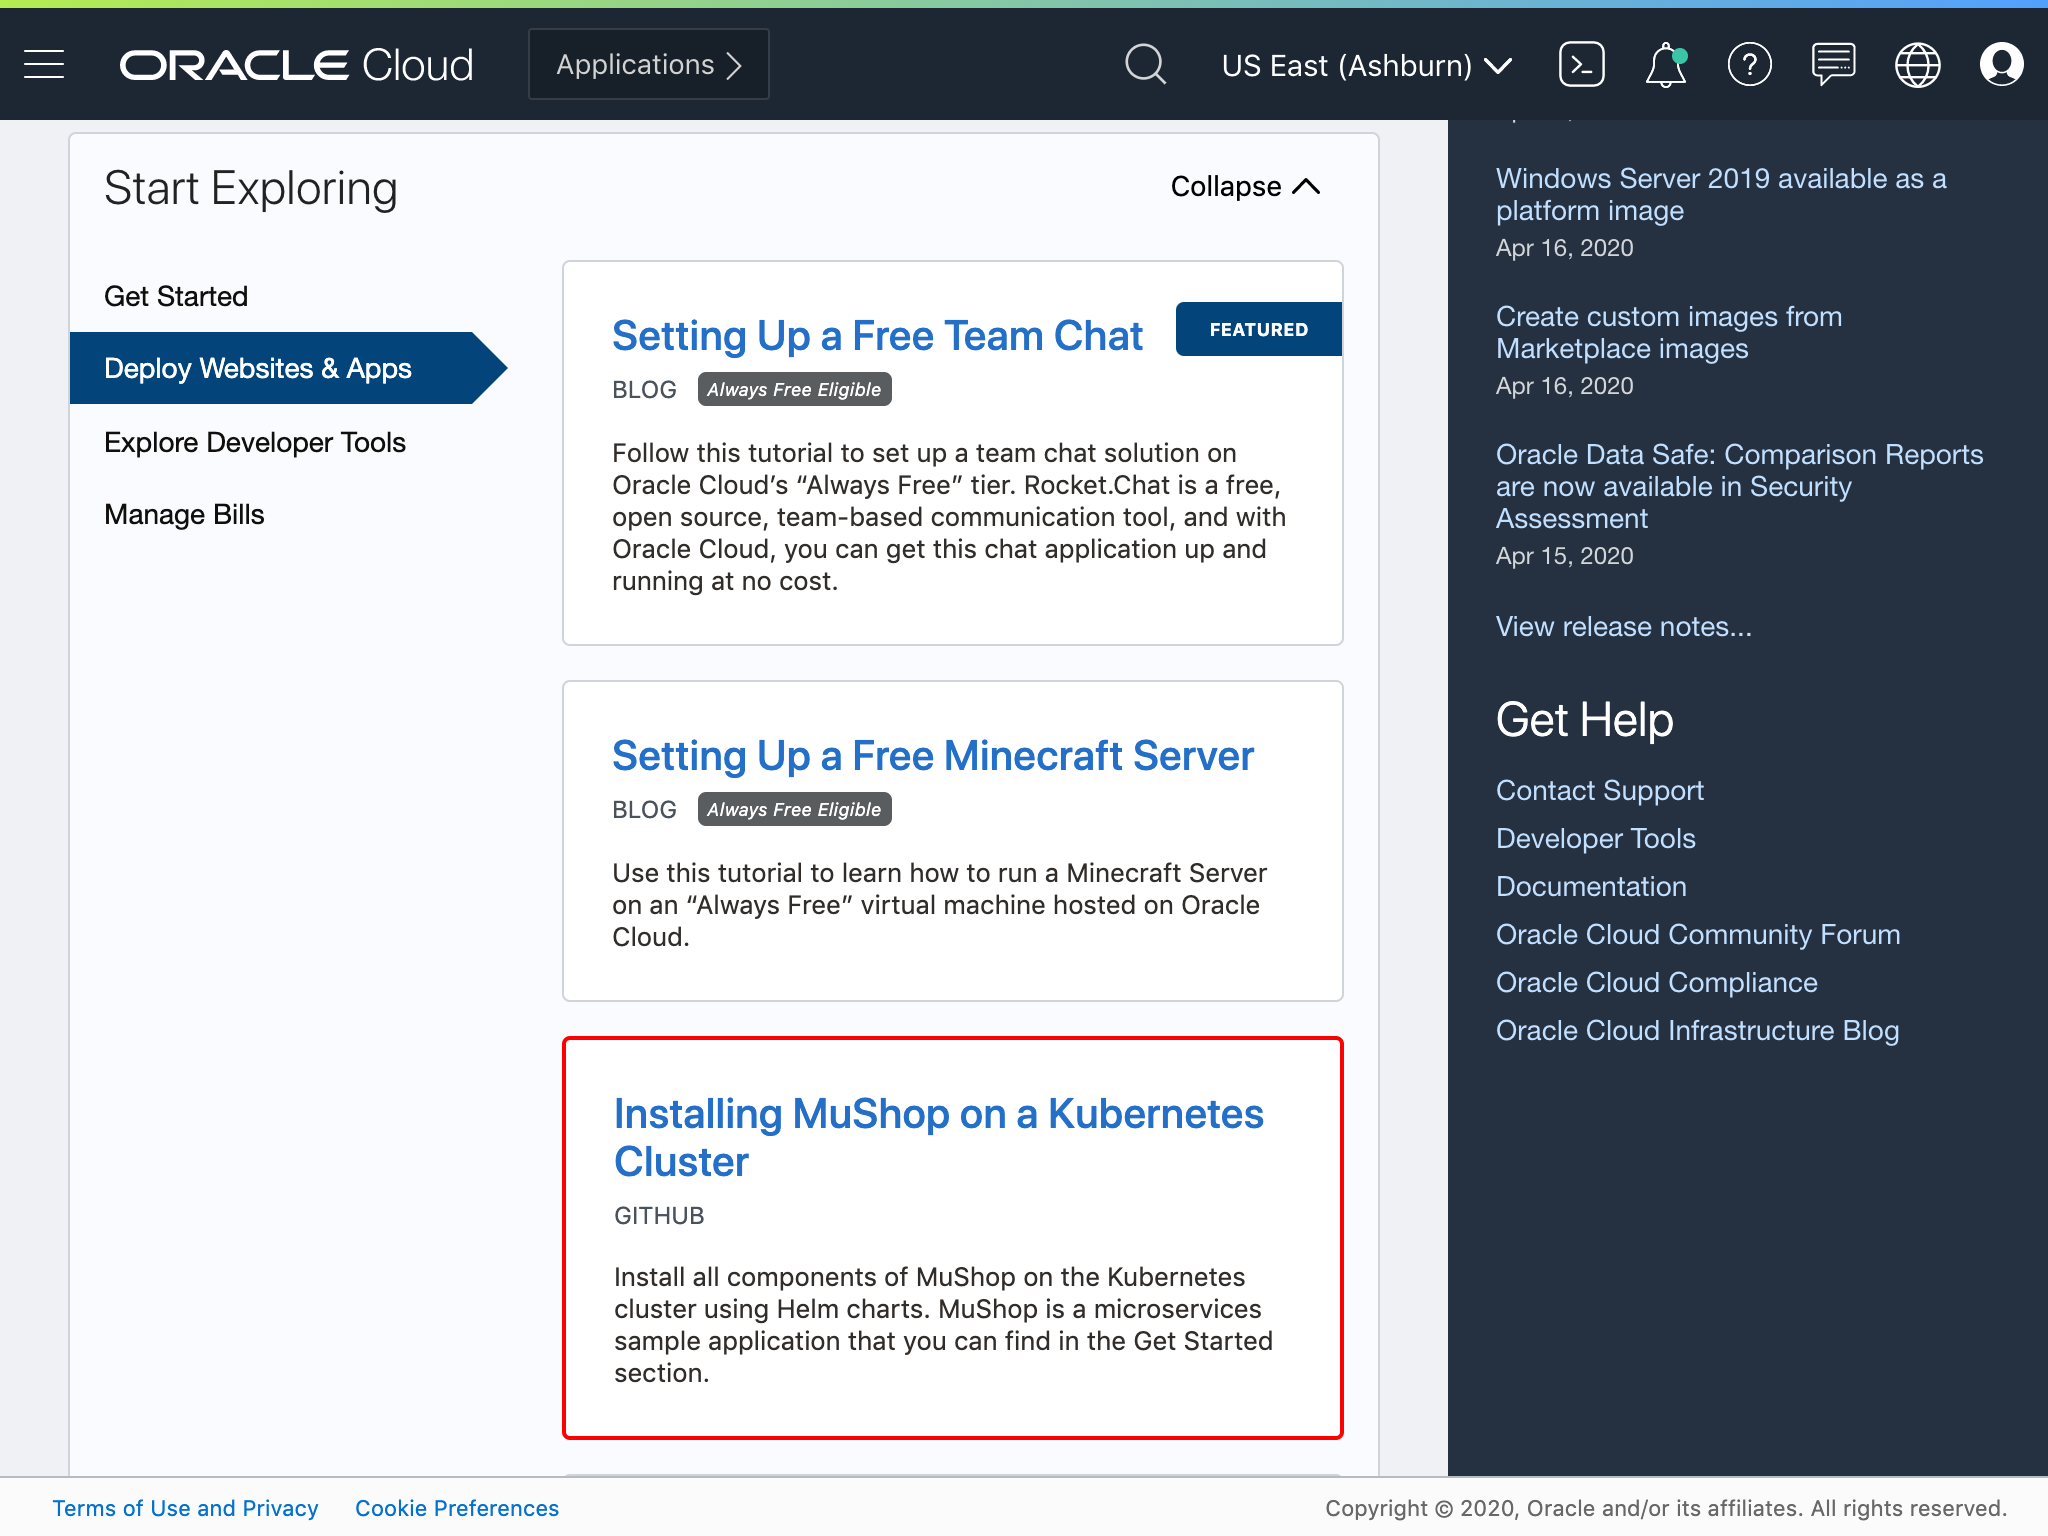 ORACLE Cloud
Applications
US East (Ashburn)
Start Exploring
Collapse
Get Started
Deploy Websites & Apps
Explore Developer Tools
Manage Bills
Setting Up a Free Team Chat
FEATURED
BLOG Always Free Eligible
Follow this tutorial to set up a team chat solution on
Oracle Cloud’s “Always Free” tier. Rocket.Chat is a free,
open source, team-based communication tool, and with
Oracle Cloud, you can get this chat application up and
running at no cost.
Setting Up a Free Minecraft Server
BLOG Always Free Eligible
Use this tutorial to learn how to run a Minecraft Server
on an “Always Free” virtual machine hosted on Oracle
Cloud.
Installing MuShop on a Kubernetes
Cluster
GITHUB
Install all components of MuShop on the Kubernetes
cluster using Helm charts. MuShop is a microservices
sample application that you can find in the Get Started
section.
Windows Server 2019 available as a
platform image
Apr 16, 2020
Create custom images from
Marketplace images
Apr 16, 2020
Oracle Data Safe: Comparison Reports
are now available in Security
Assessment
Apr 15, 2020
View release notes...
Get Help
Contact Support
Developer Tools
Documentation
Oracle Cloud Community Forum
Oracle Cloud Compliance
Oracle Cloud Infrastructure Blog
Terms of Use and Privacy
Cookie Preferences
Copyright © 2020, Oracle and/or its affiliates. All rights reserved.